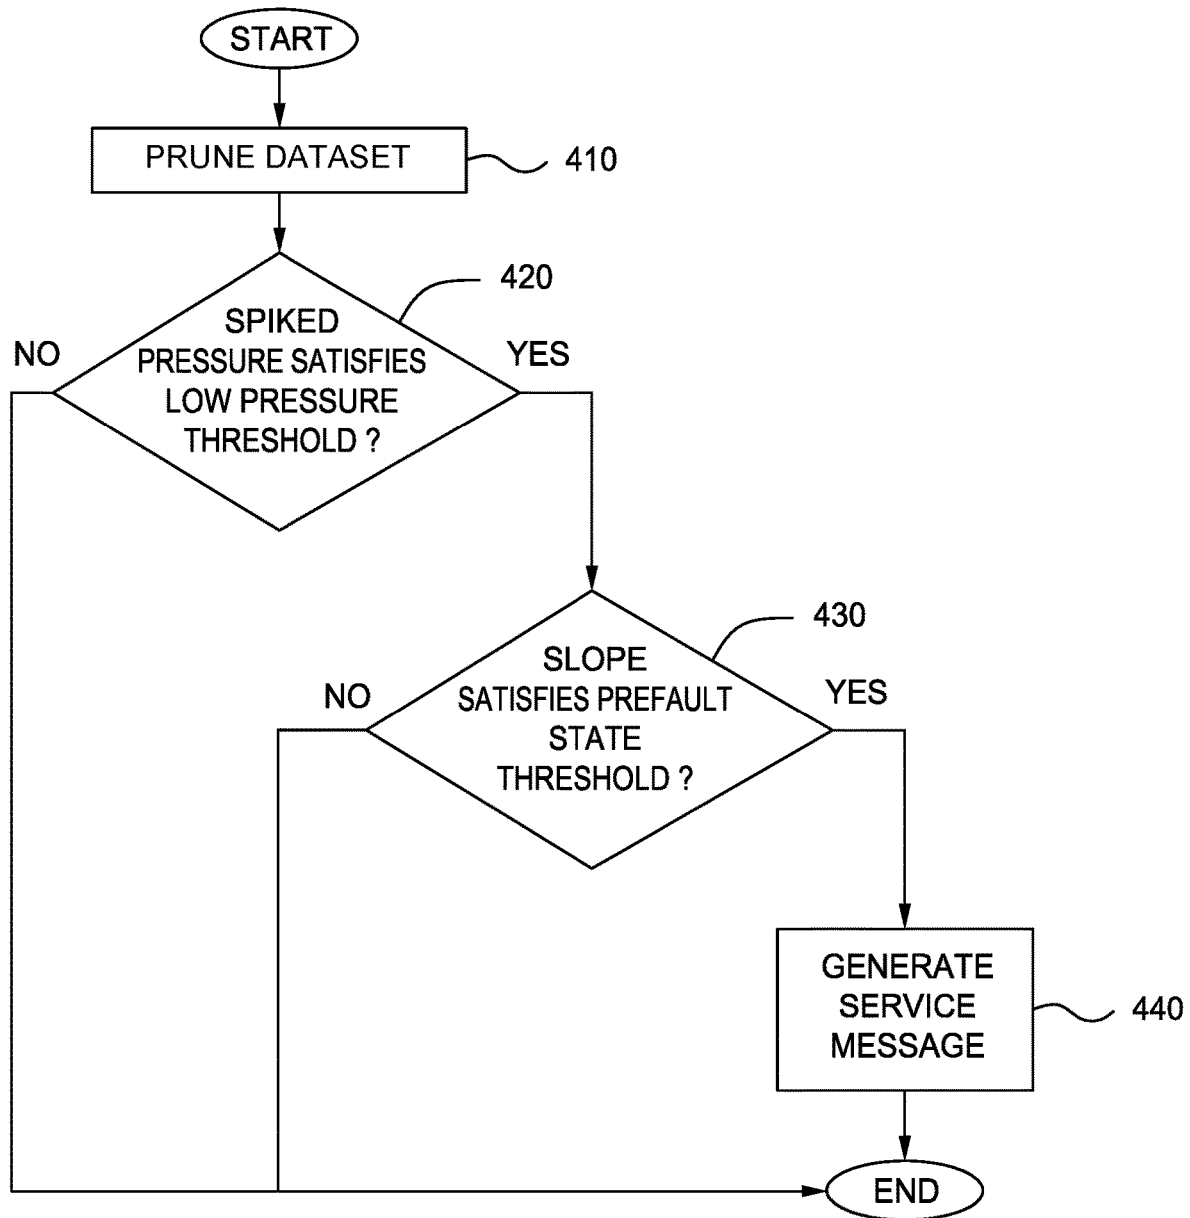 START
PRUNE DATASET
410
420
SPIKED
PRESSURE SATISFIES
LOW PRESSURE
THRESHOLD ?
NO
YES
430
SLOPE
SATISFIES PREFAULT
STATE
THRESHOLD ?
NO
YES
GENERATE
SERVICE
MESSAGE
440
END